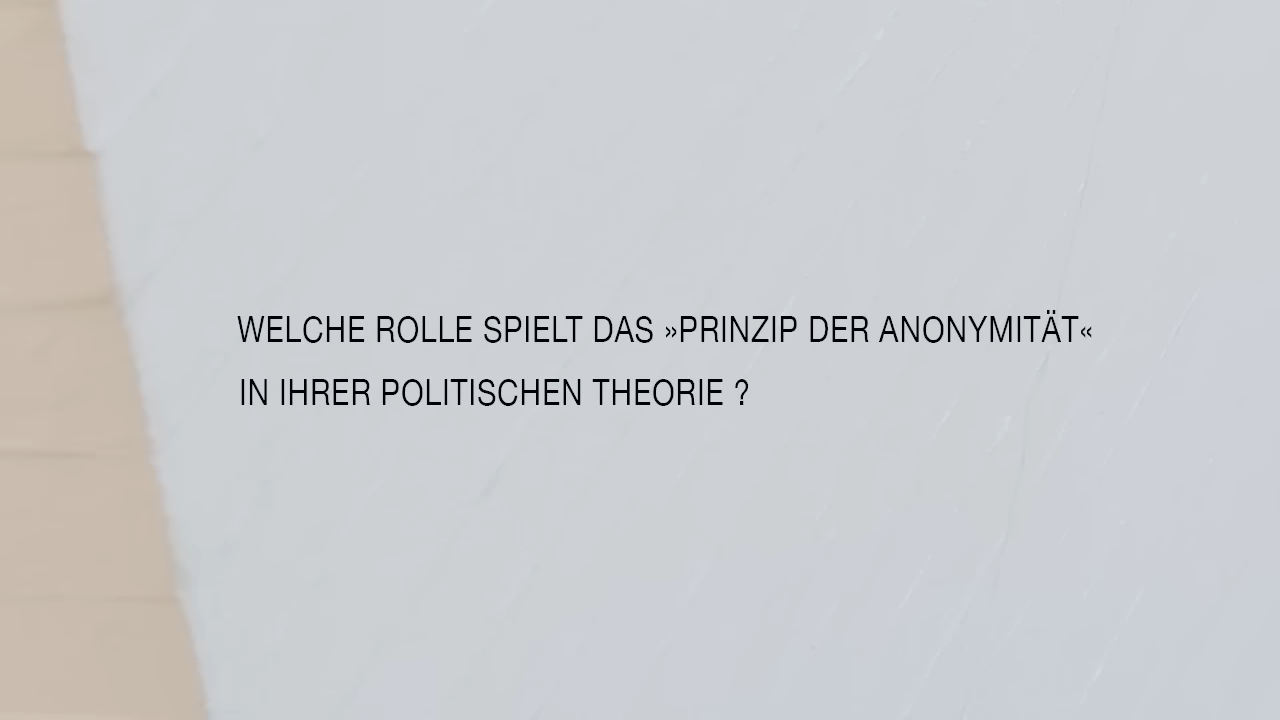 WELCHE ROLLE SPIELT DAS »PRINZIP DER ANONYMITÄT«
IN IHRER POLITISCHEN THEORIE ?